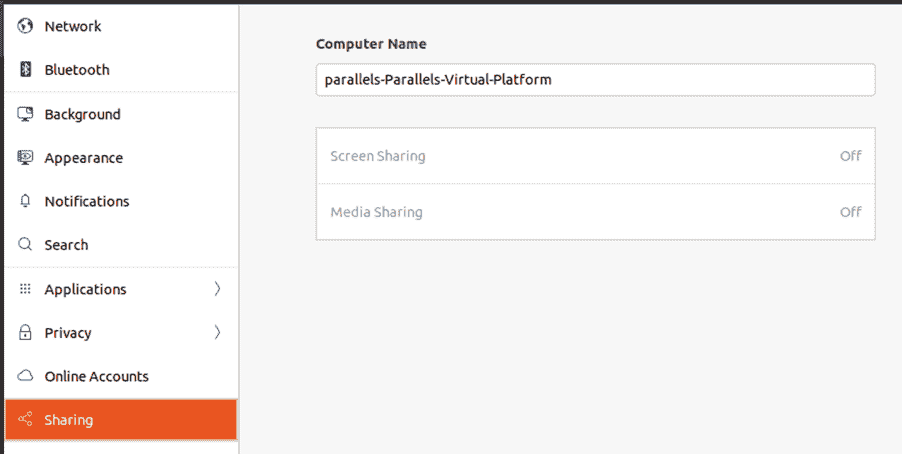 Network
Bluetooth
Background
Appearance
Notifications
Search
Applications
Privacy
Online Accounts
Sharing
Computer Name
parallels-Parallels-Virtual-Platform
Screen Sharing Off
Media Sharing Off